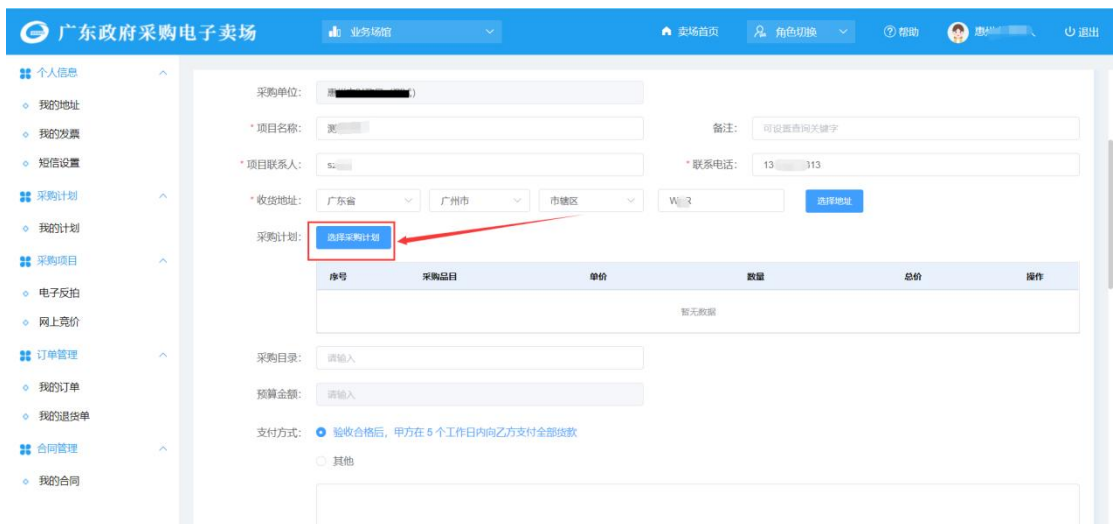 广东政府采购电子卖场
业务场馆
卖场首页
角色切换
帮助
退出
个人信息
我的地址
我的发票
短信设置
采购计划
我的计划
采购项目
电子反拍
网上竞价
订单管理
我的订单
我的退货单
合同管理
我的合同
采购单位:
* 项目名称: 测
备注: 可设置查询关键字
* 项目联系人: sz
* 联系电话: 13 313
* 收货地址: 广东省 广州市 市辖区 选择地址
采购计划: 选择采购计划
序号 采购品目 单价 数量 总价 操作
暂无数据
采购目录: 请输入
预算金额: 请输入
支付方式: 验收合格后，甲方在 5 个工作日内向乙方支付全部货款
其他